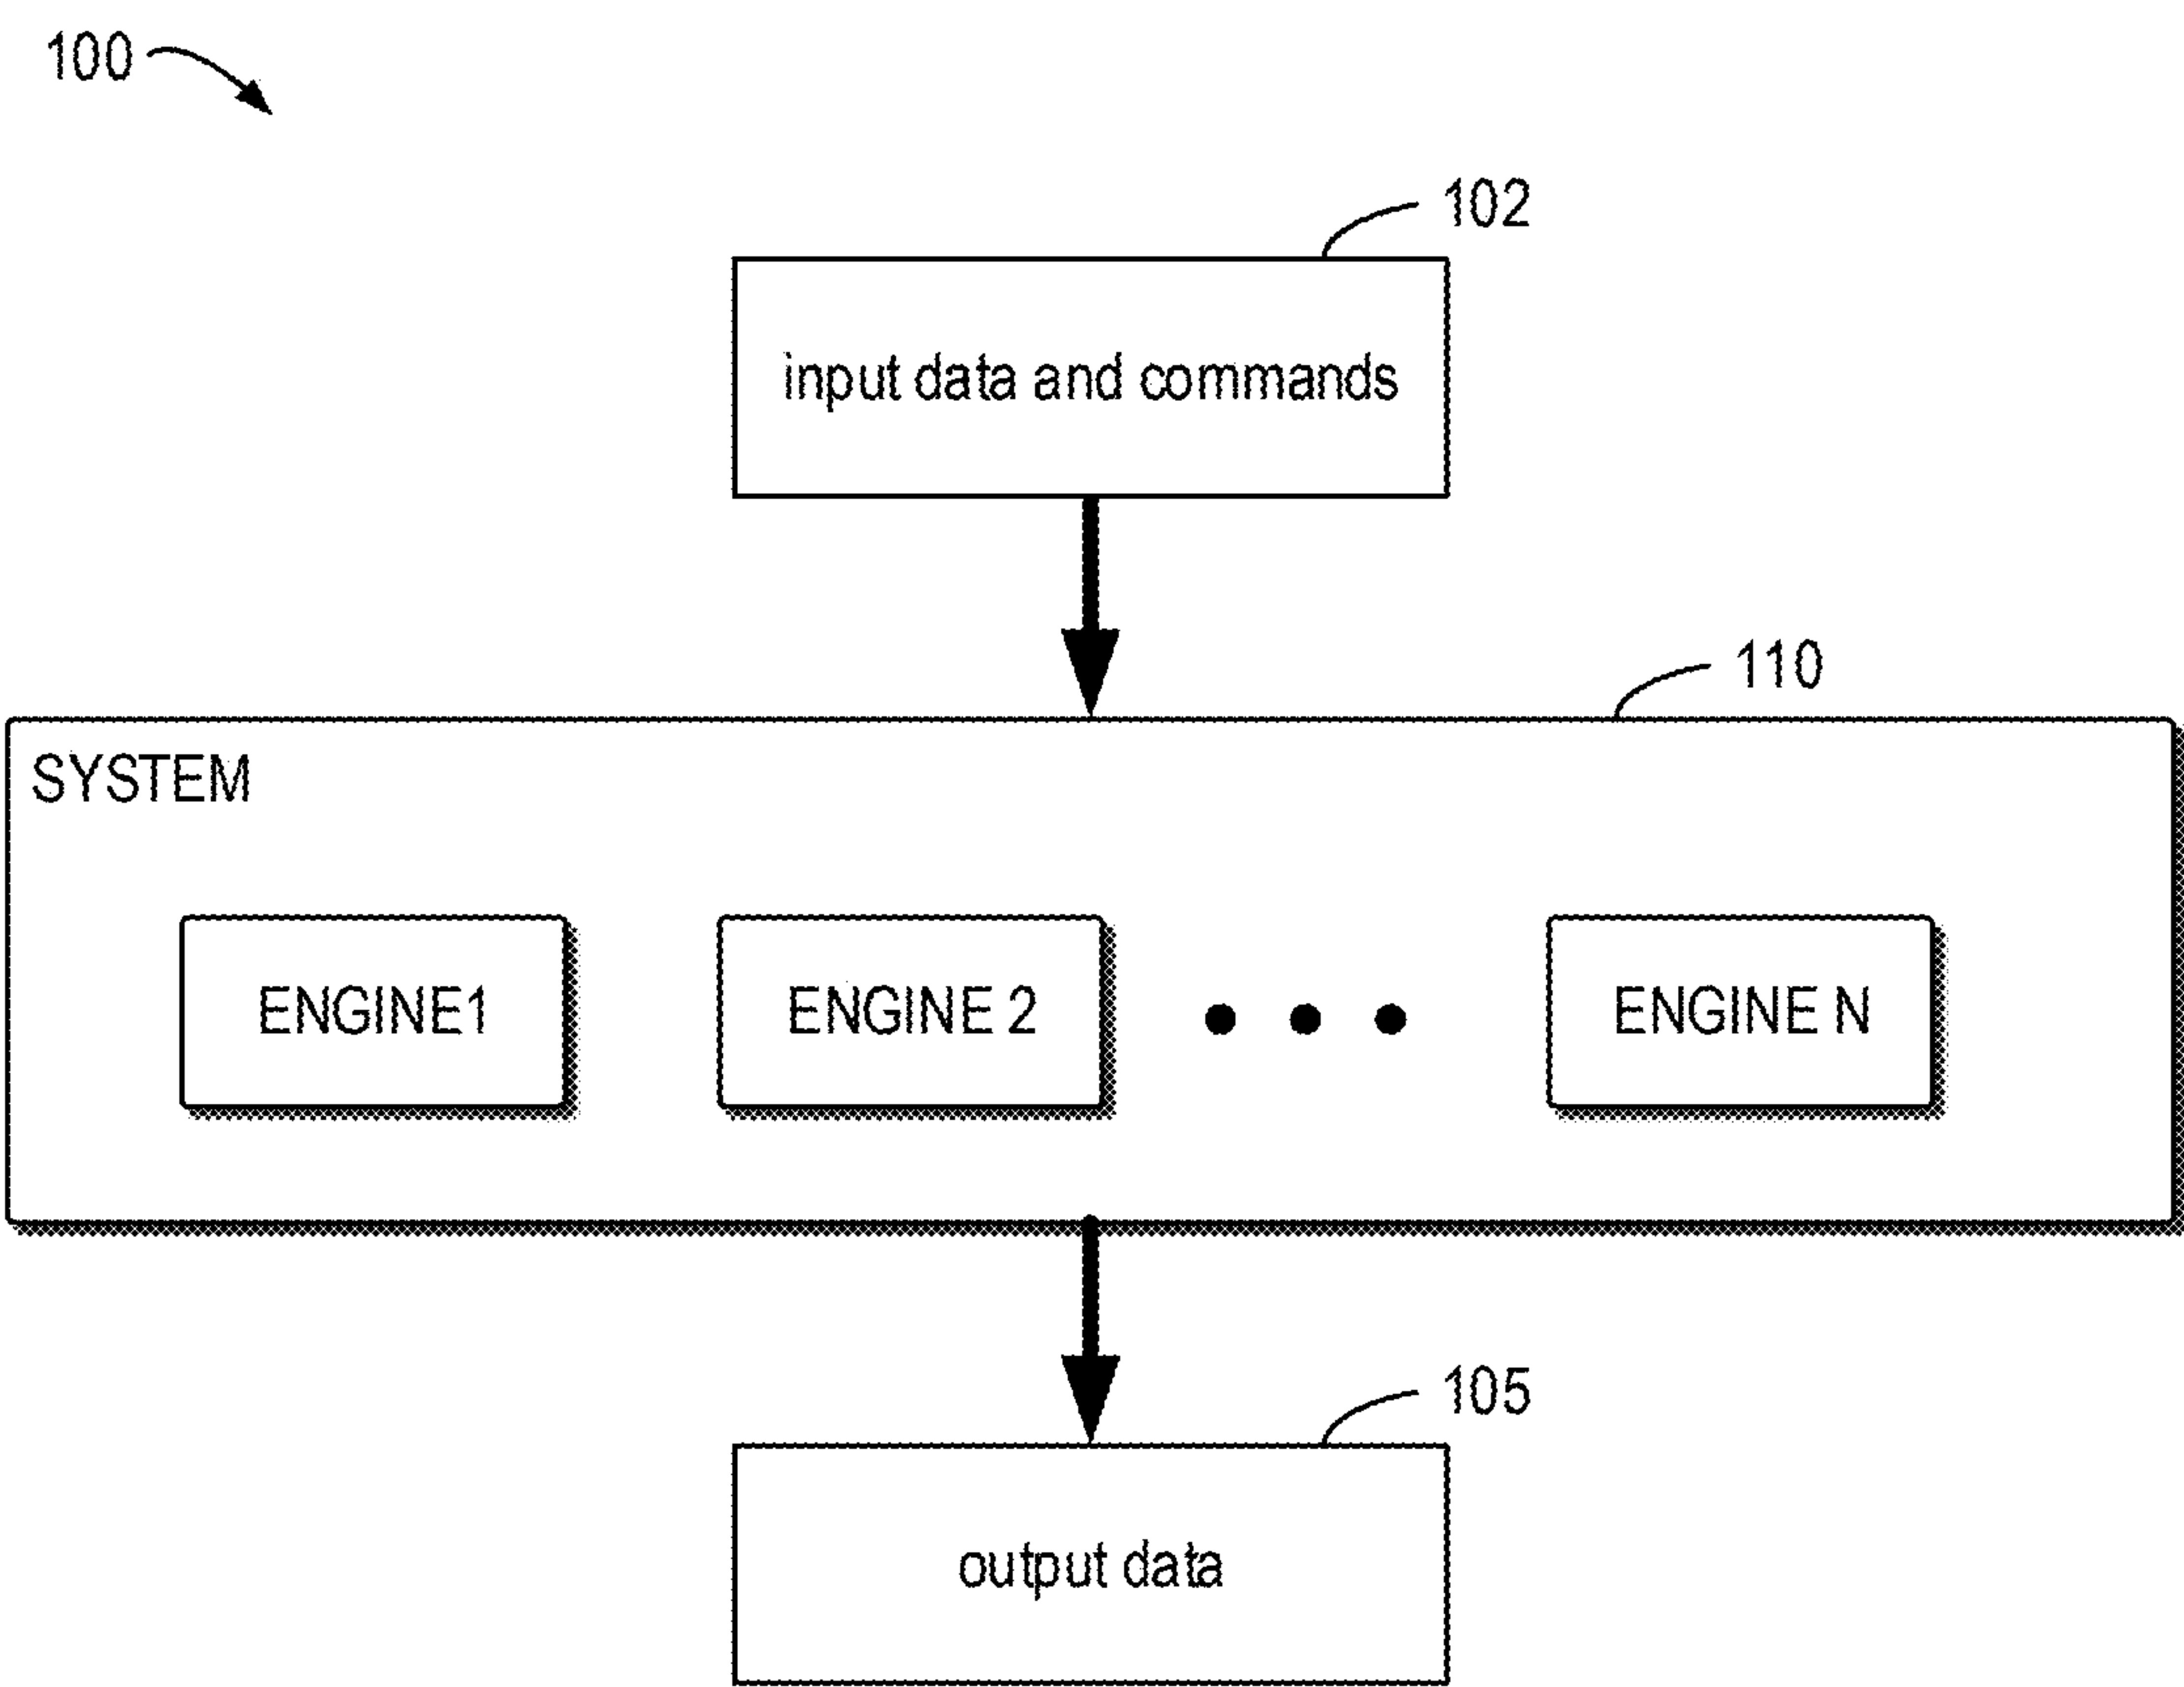 100
102
input data and commands
110
SYSTEM
ENGINE1
ENGINE 2
ENGINE N
105
output data